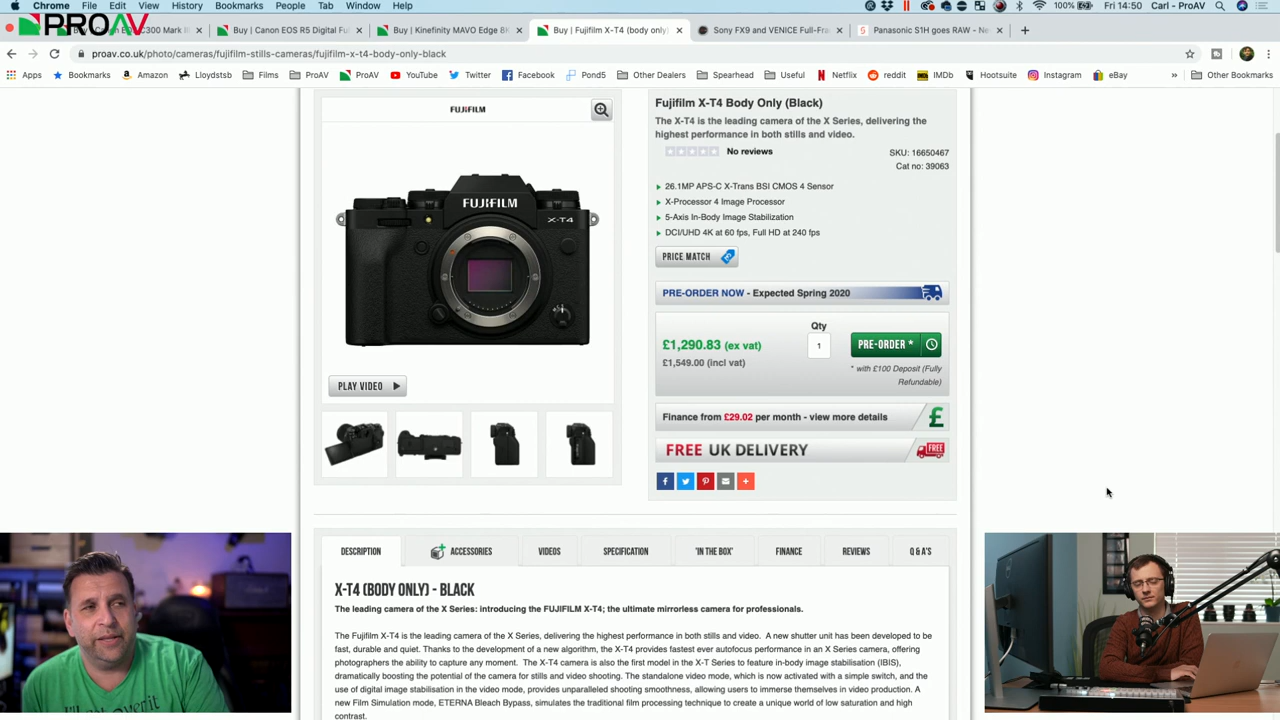 Chrome File Edit View History Bookmarks People Tab Window Help
100% Fri 14:50 Carl - ProAV
PROAV
C300 Mark II
Buy | Canon EOS R5 Digital Full-
Buy | Kinefinity MAVO Edge 8K
Buy | Fujifilm X-T4 (body only)
Sony FX9 and VENICE Full-Fra
Panasonic S1H goes RAW - Ne
proav.co.uk/photo/cameras/fujifilm-stills-cameras/fujifilm-x-t4-body-only-black
Apps Bookmarks Amazon Lloydstsb Films ProAV ProAV YouTube Twitter Facebook Pond5 Other Dealers Spearhead Useful Netflix reddit IMDb Hootsuite Instagram eBay » Other Bookmarks
FUJIFILM
FUJIFILM
X-T4
PLAY VIDEO
Fujifilm X-T4 Body Only (Black)
The X-T4 is the leading camera of the X Series, delivering the
highest performance in both stills and video.
No reviews
SKU: 16650467
Cat no: 39063
26.1MP APS-C X-Trans BSI CMOS 4 Sensor
X-Processor 4 Image Processor
5-Axis In-Body Image Stabilization
DCI/UHD 4K at 60 fps, Full HD at 240 fps
PRICE MATCH
PRE-ORDER NOW - Expected Spring 2020
£1,290.83 (ex vat)
£1,549.00 (incl vat)
Qty
1
PRE-ORDER *
* with £100 Deposit (Fully
Refundable)
Finance from £29.02 per month - view more details £
FREE UK DELIVERY FREE
DESCRIPTION ACCESSORIES VIDEOS SPECIFICATION 'IN THE BOX' FINANCE REVIEWS Q & A'S
X-T4 (BODY ONLY) - BLACK
The leading camera of the X Series: introducing the FUJIFILM X-T4; the ultimate mirrorless camera for professionals.
The Fujifilm X-T4 is the leading camera of the X Series, delivering the highest performance in both stills and video. A new shutter unit has been developed to be
fast, durable and quiet. Thanks to the development of a new algorithm, the X-T4 provides fastest ever autofocus performance in an X Series camera, offering
photographers the ability to capture any moment. The X-T4 camera is also the first model in the X-T Series to feature in-body image stabilisation (IBIS),
dramatically boosting the potential of the camera for stills and video shooting. The standalone video mode, which is now activated with a simple switch, and the
use of digital image stabilisation in the video mode, provides unparalleled shooting smoothness, allowing users to immerse themselves in video production. A
new Film Simulation mode, ETERNA Bleach Bypass, simulates the traditional film processing technique to create a unique world of low saturation and high
contrast.